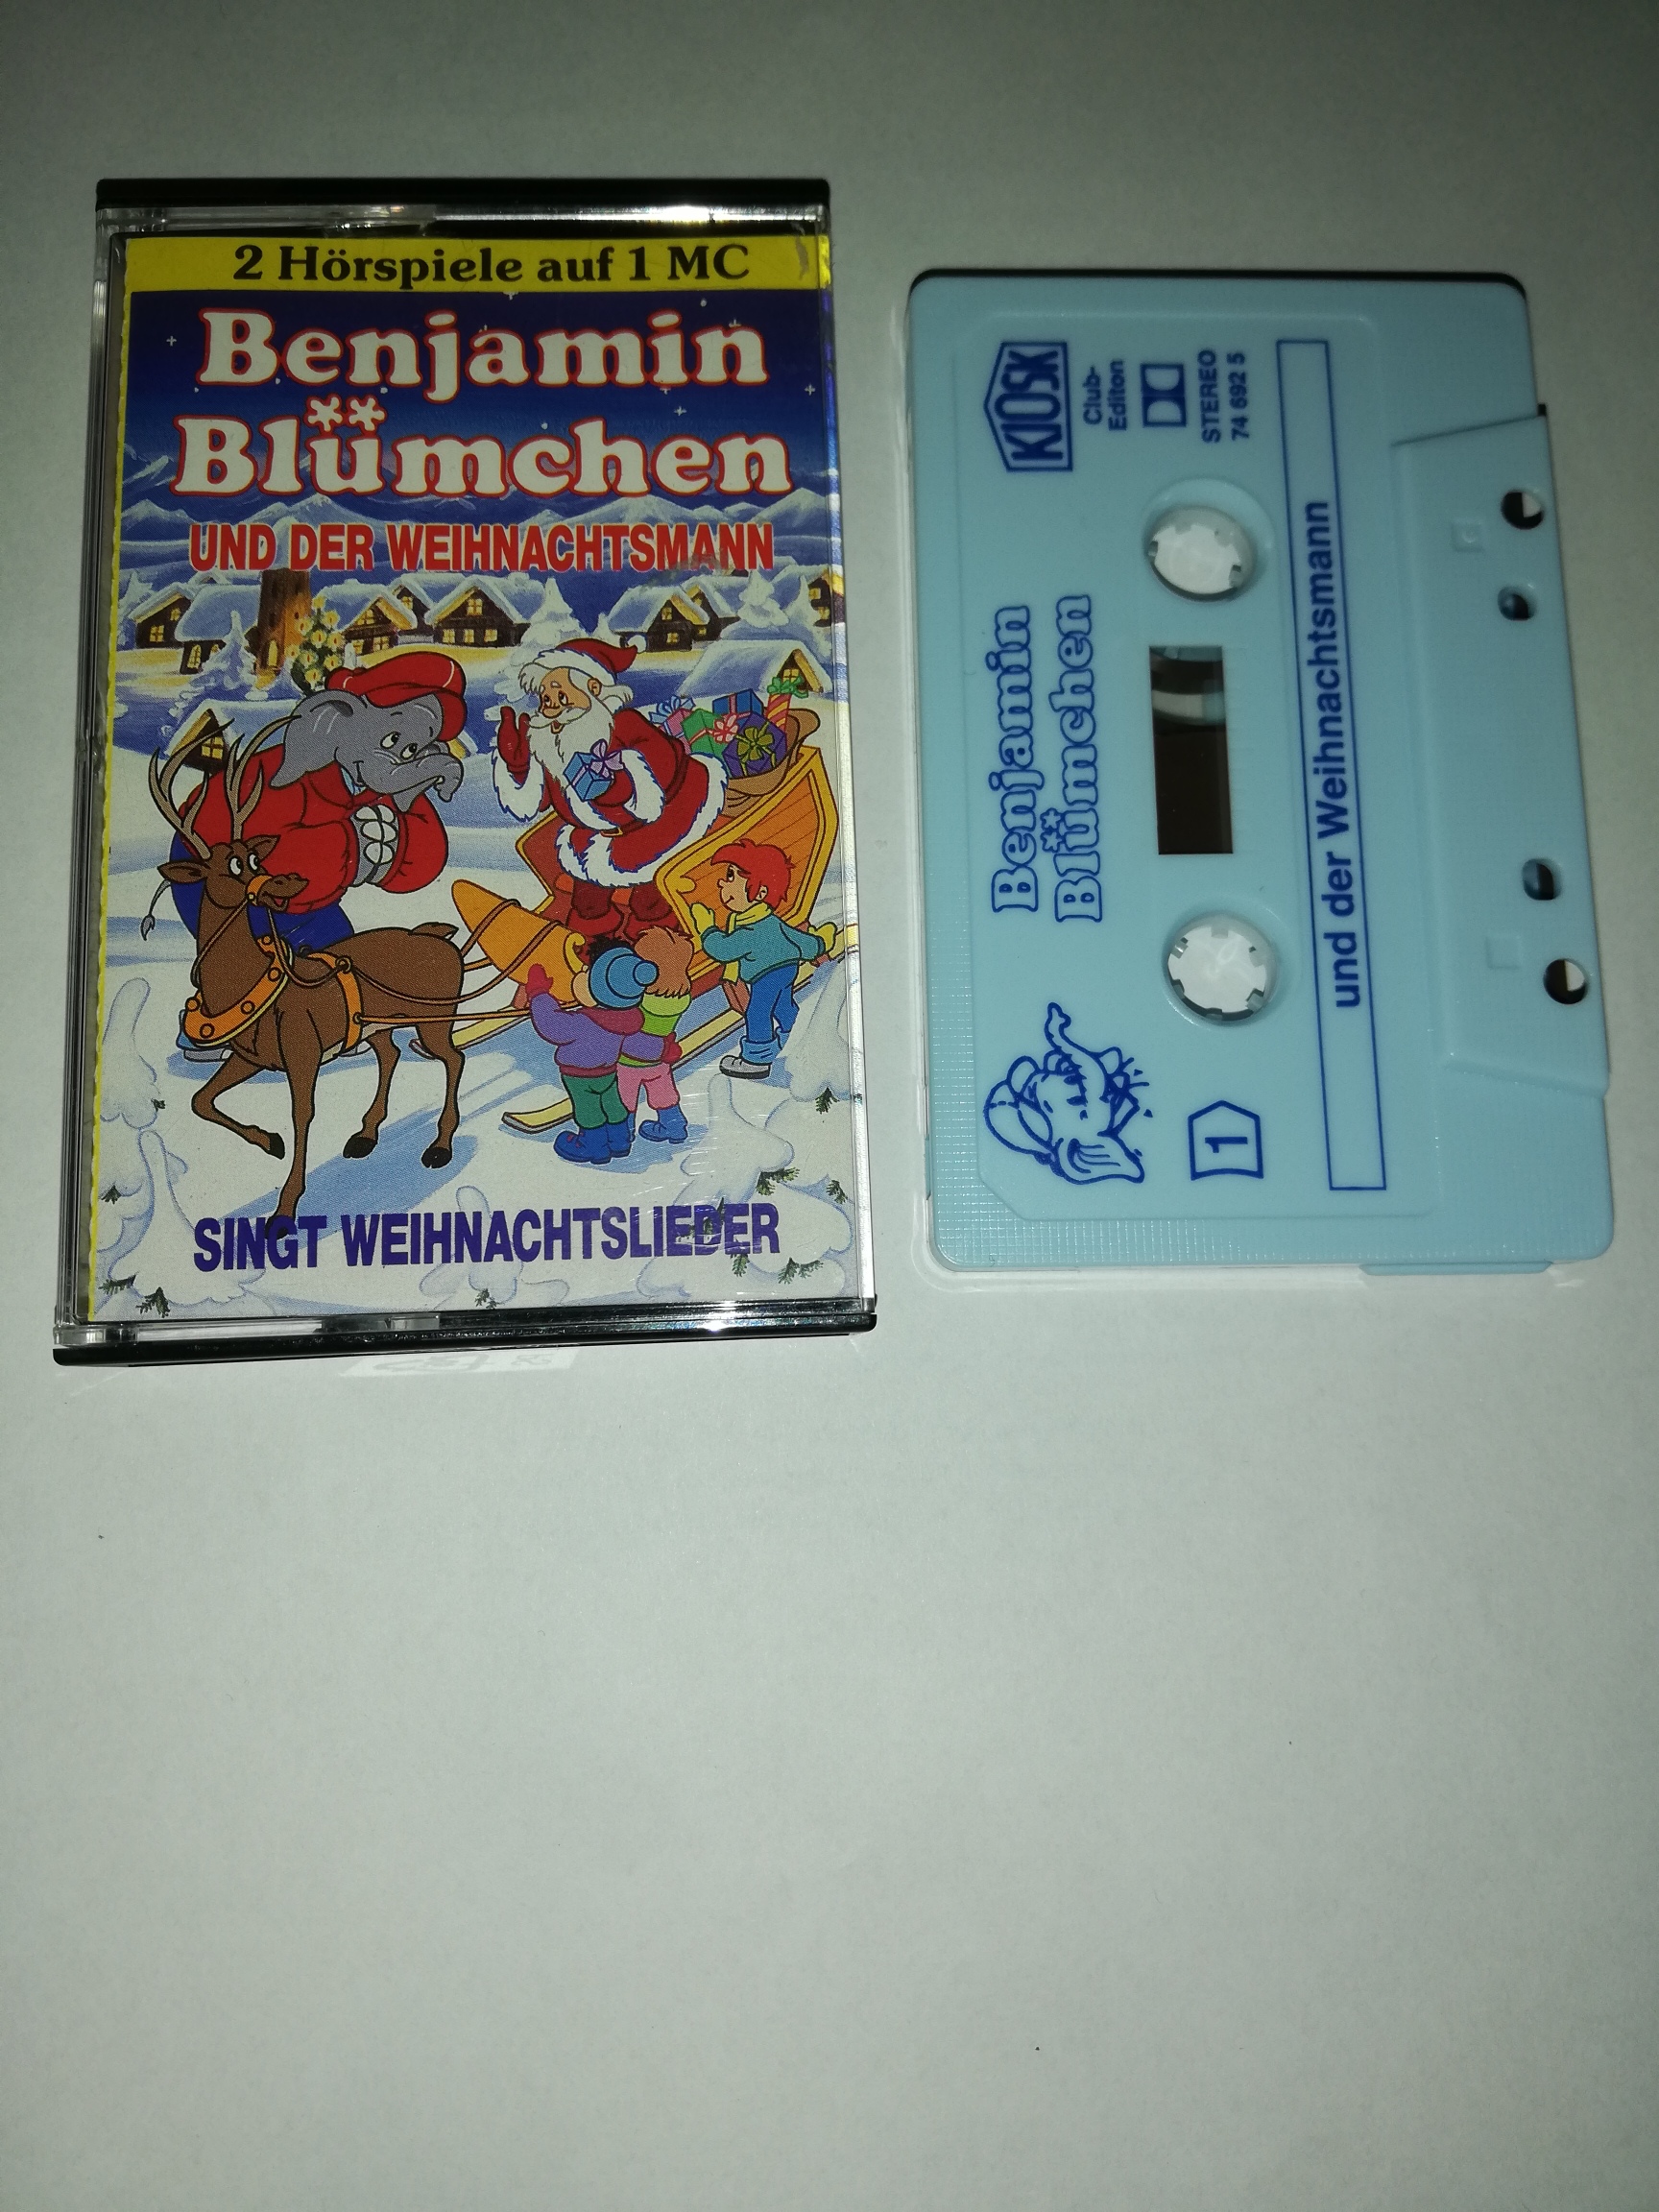 2 Hörspiele auf 1 MC
Benjamin
Blümchen
UND DER WEIHNACHTSMANN
SINGT WEIHNACHTSLIEDER
KIOSK
Club-
Editon
STEREO
74 692 5
Benjamin
Blümchen
1
und der Weihnachtsmann